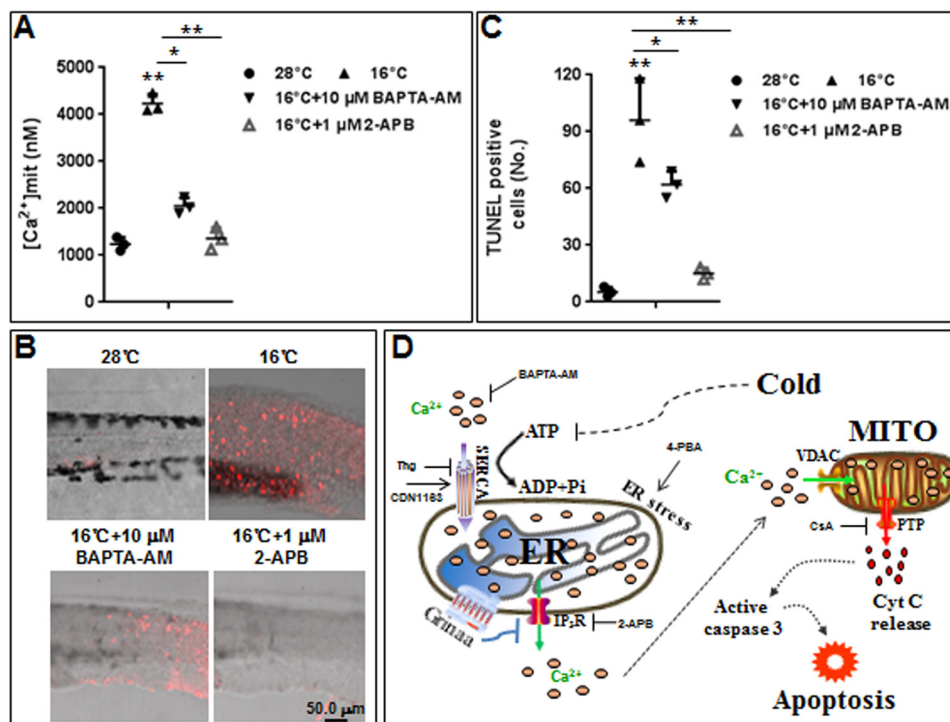 A
**
**
*
5000
4000
3000
2000
1000
0
[Ca²⁺]mit (nM)
28°C
16°C
16°C+10 µM BAPTA-AM
16°C+1 µM 2-APB
C
**
*
**
120
90
60
30
0
TUNEL positive
cells (No.)
28°C
16°C
16°C+10 µM BAPTA-AM
16°C+1 µM 2-APB
B
28℃
16℃
16℃+10 µM
BAPTA-AM
16℃+1 µM
2-APB
50.0 µm
D
BAPTA-AM
Ca²⁺
Cold
ATP
Thg
CDN1163
SERCA
ADP+Pi
4-PBA
ER stress
MITO
VDAC
Ca²⁺
CsA
PTP
ER
Grmaa
IP₃R
2-APB
Ca²⁺
Cyt C
release
Active
caspase 3
Apoptosis